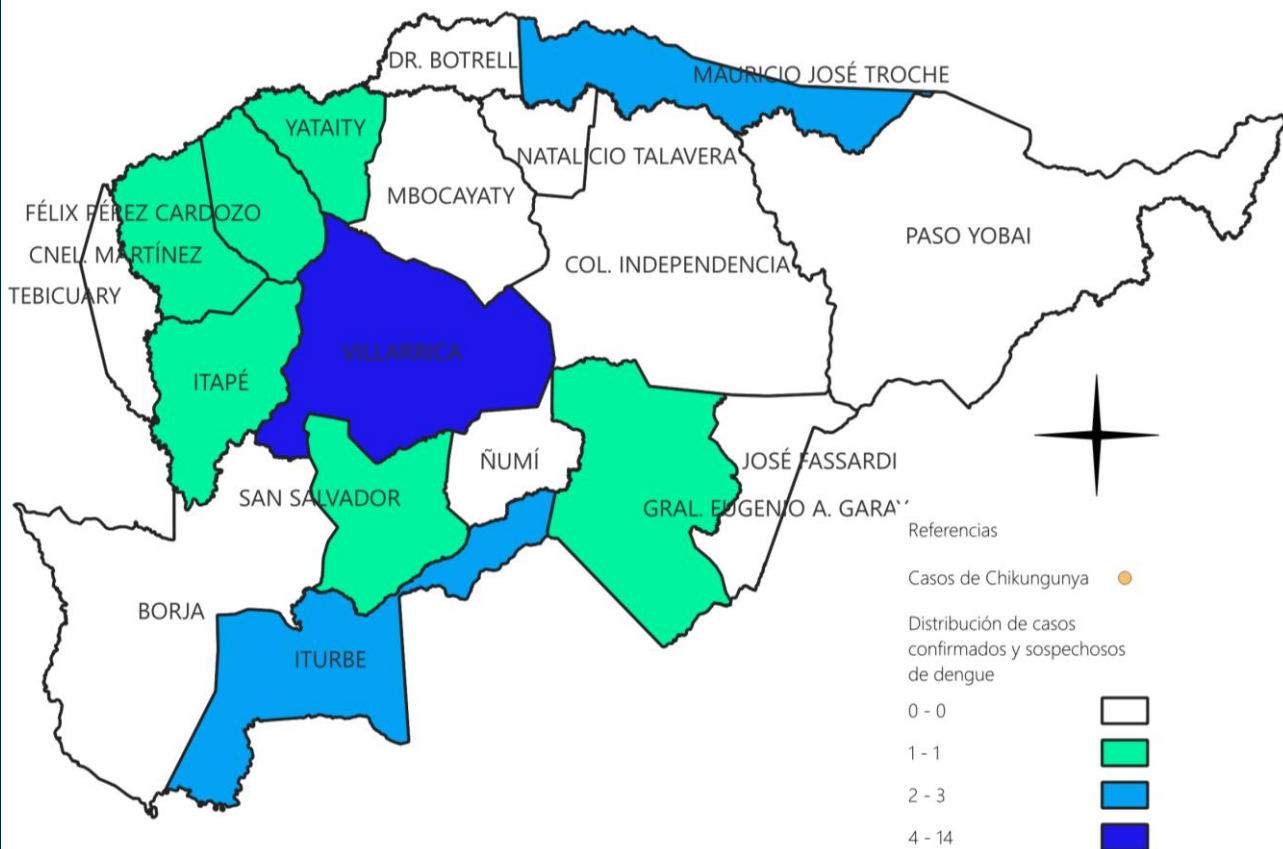 DR. BOTRELL
MAURICIO JOSÉ TROCHE
YATAITY
NATALICIO TALAVERA
MBOCAYATY
FÉLIX PÉREZ CARDOZO
PASO YOBAI
CNEL. MARTÍNEZ
COL. INDEPENDENCIA
TEBICUARY
VILLARRICA
ITAPÉ
ÑUMÍ
JOSÉ FASSARDI
SAN SALVADOR
GRAL. EUGENIO A. GARAY
Referencias
Casos de Chikungunya
BORJA
Distribución de casos
confirmados y sospechosos
de dengue
ITURBE
0 - 0
1 - 1
2 - 3
4 - 14